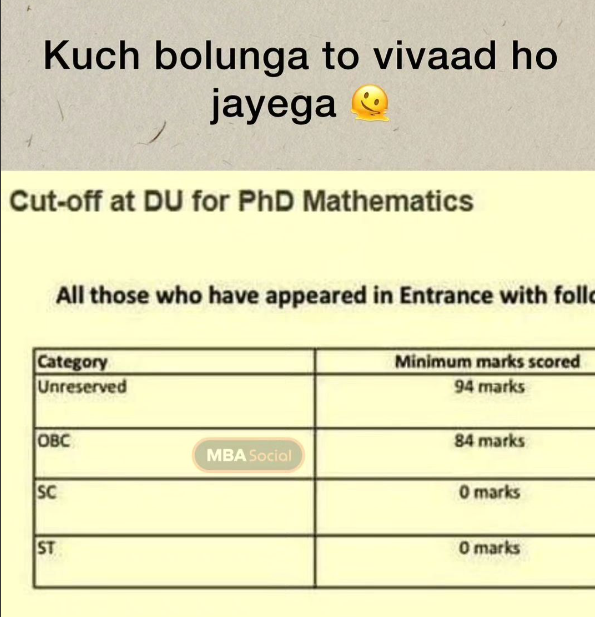 Kuch bolunga to vivaad ho
jayega 🫠
Cut-off at DU for PhD Mathematics
All those who have appeared in Entrance with
Category Minimum marks scored
Unreserved 94 marks
OBC 84 marks
MBA Social
SC 0 marks
ST 0 marks